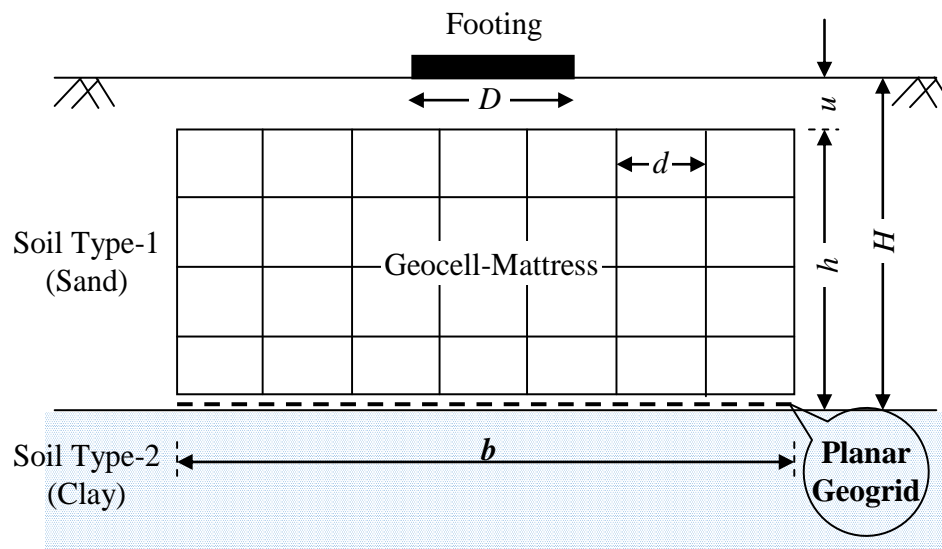 Footing
D
u
d
Soil Type-1
(Sand)
Geocell-Mattress
h
H
Soil Type-2
(Clay)
b
Planar
Geogrid